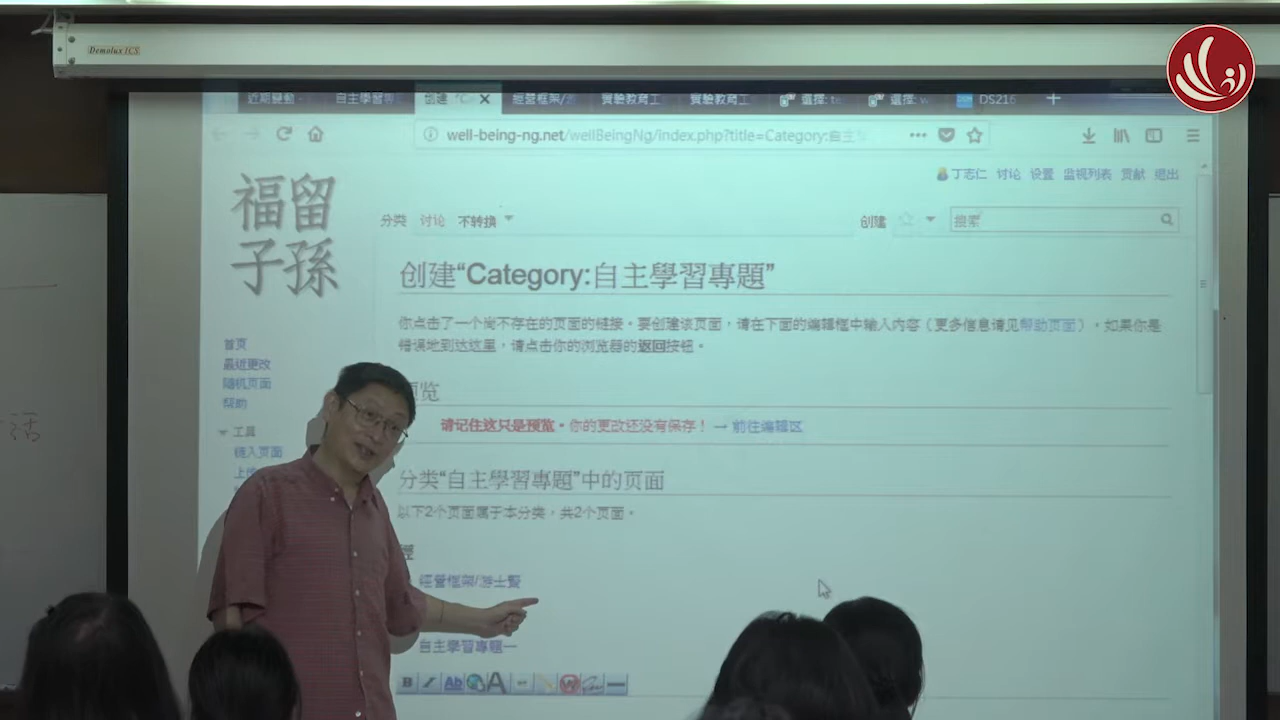 Demolux ICS
近期變動
自主學習專
創建 "C
經營框架/
實驗教育工
實驗教育工
選擇: te
選擇: w
DS216
well-being-ng.net/wellBeingNg/index.php?title=Category:自主
丁志仁 讨论 设置 监视列表 贡献 退出
福留
子孫
分类 讨论 不转换
创建
搜索
创建“Category:自主學習專題”
你点击了一个尚不存在的页面的链接。要创建该页面，请在下面的编辑框中输入内容（更多信息请见帮助页面），如果你是
错误地到达这里，请点击你的浏览器的返回按钮。
首页
最近更改
随机页面
帮助
预览
请记住这只是预览。你的更改还没有保存！ → 前往编辑区
工具
链入页面
分类“自主學習專題”中的页面
以下2个页面属于本分类，共2个页面。
經
經營框架/游士賢
自主學習專題一
B Ab A
活